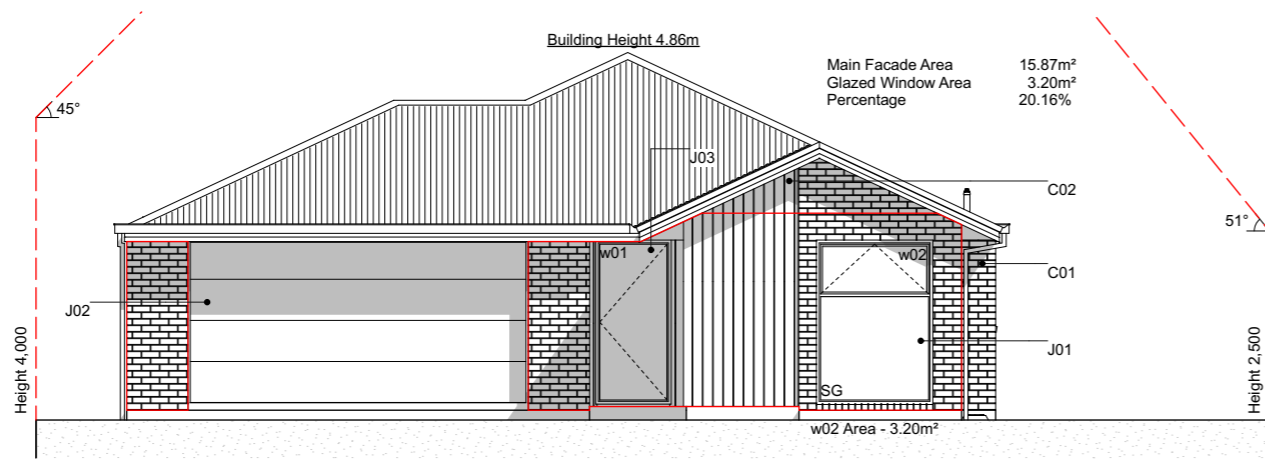 Building Height 4.86m
Main Facade Area 15.87m²
Glazed Window Area 3.20m²
Percentage 20.16%
45°
J03
C02
51°
w01
w02
C01
J02
J01
Height 4,000
Height 2,500
SG
w02 Area - 3.20m²